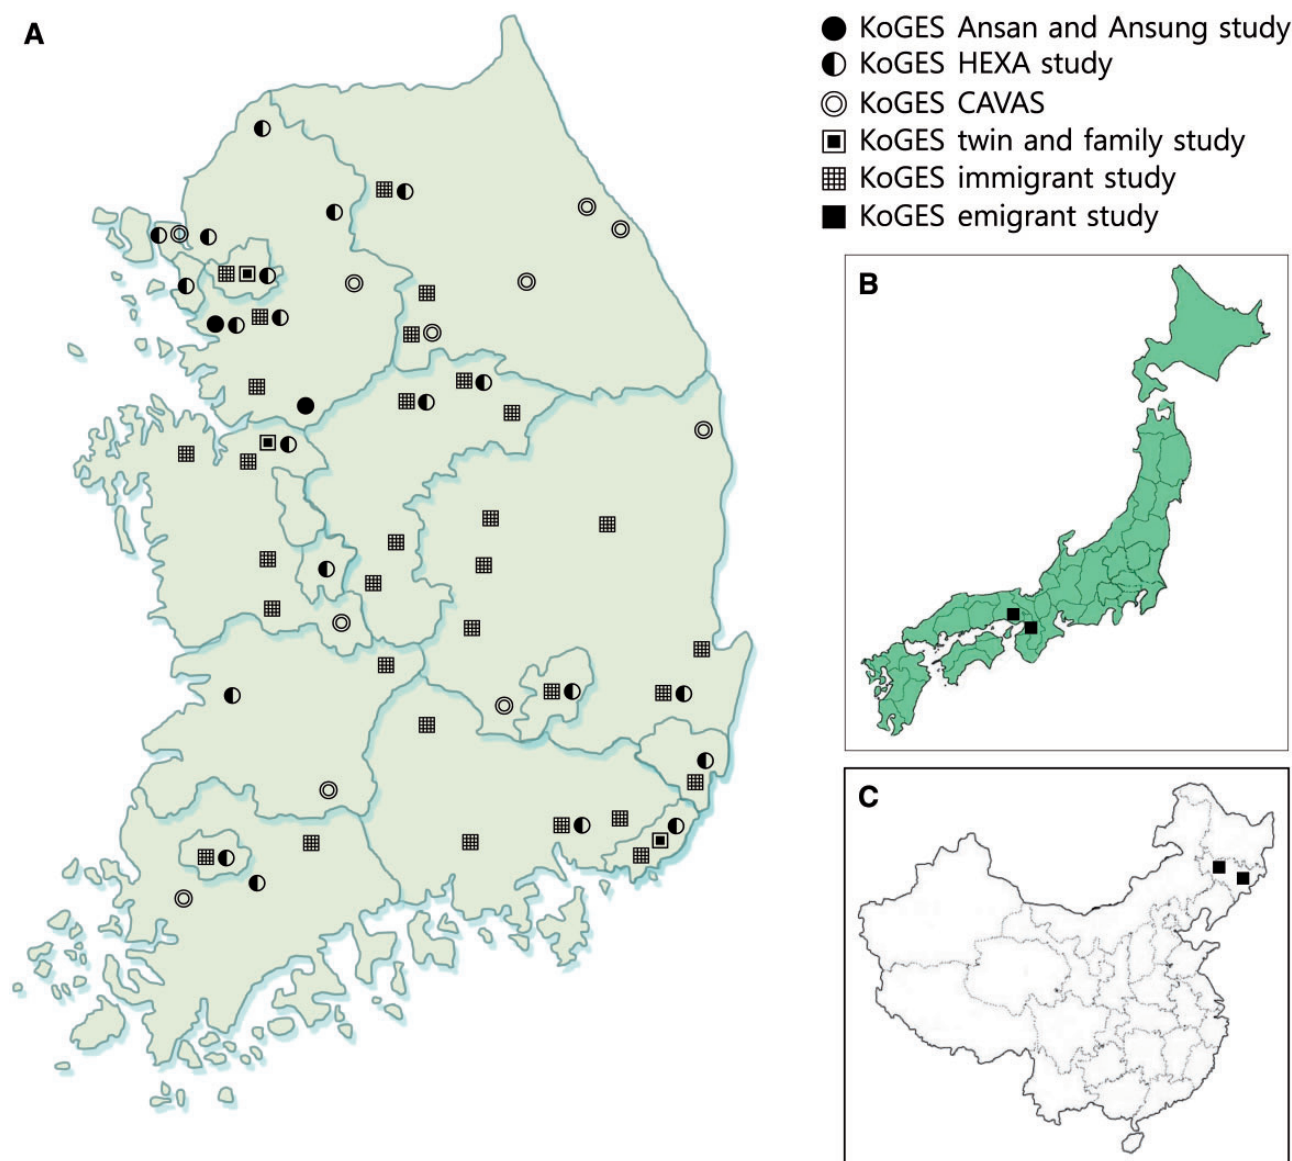 A
KoGES Ansan and Ansung study
KoGES HEXA study
KoGES CAVAS
KoGES twin and family study
KoGES immigrant study
KoGES emigrant study
B
C